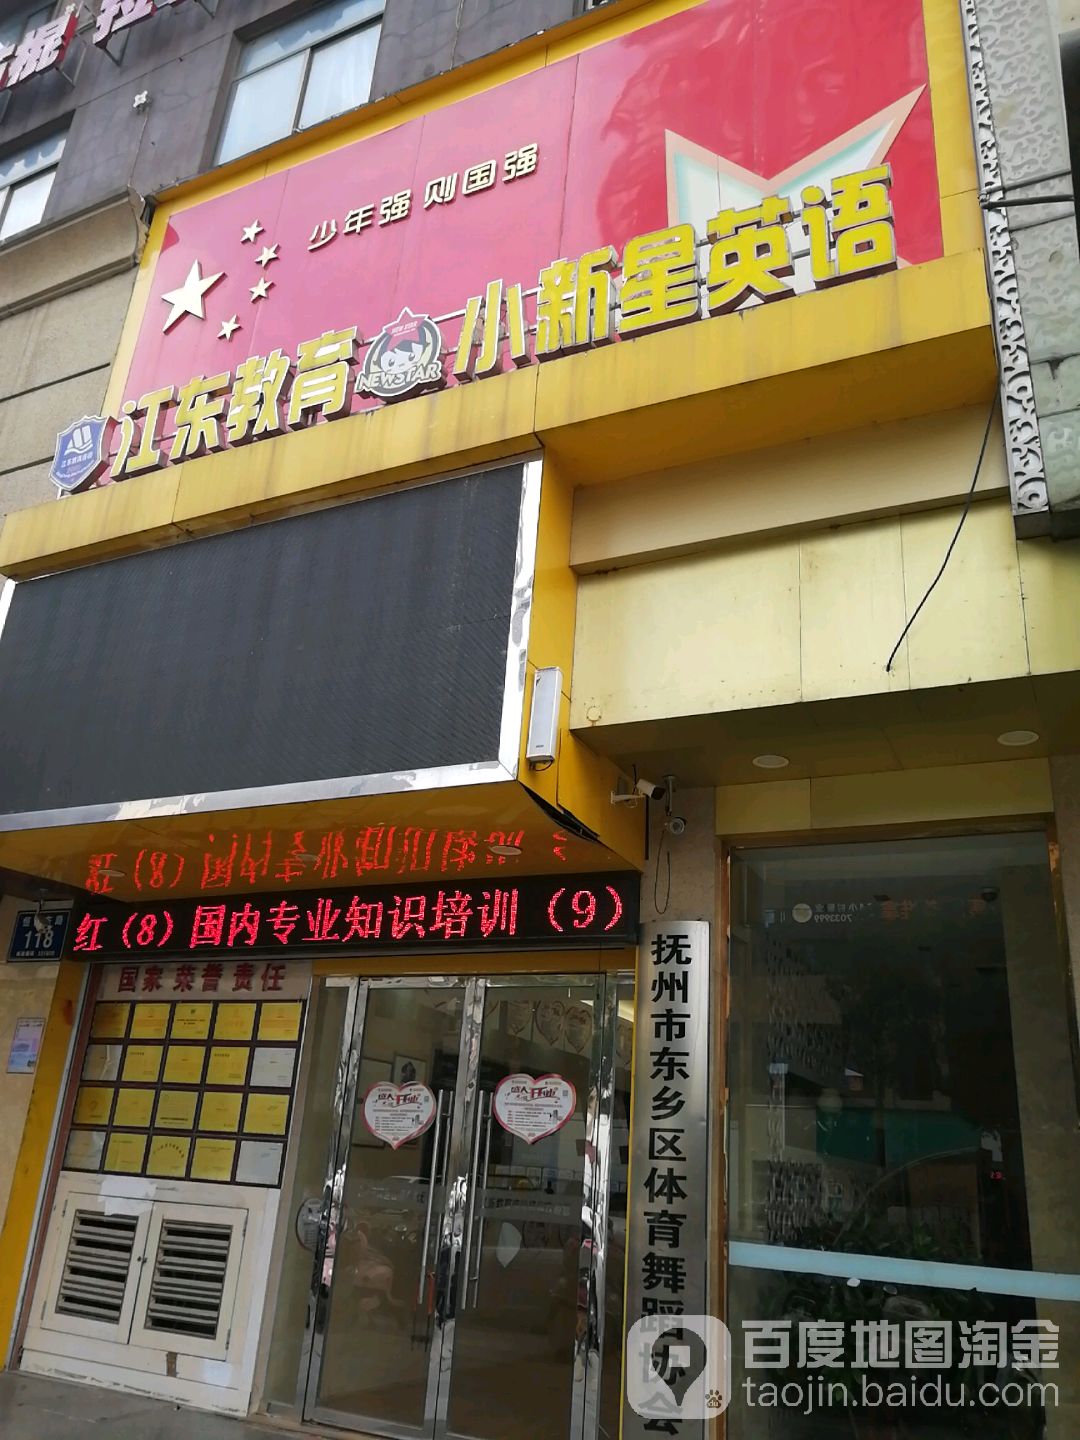 少年强 则国强
江东教育 NEWSTAR 小新星英语
红（8）国内专业知识培训（9）
118
国家荣誉责任
抚州市东乡区体育舞蹈协会
7033999
百度地图淘金
taojin.baidu.com